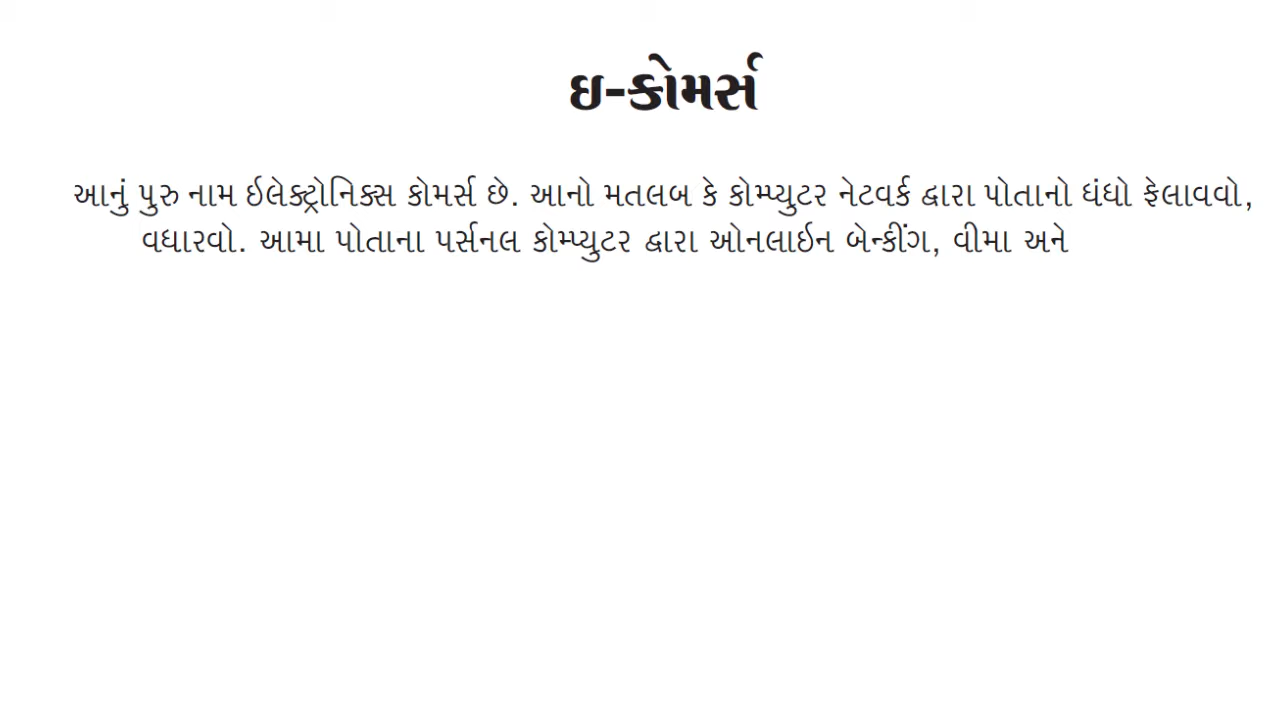 ઇ-કોમર્સ
આનું પુરુ નામ ઈલેક્ટ્રોનિક્સ કોમર્સ છે. આનો મતલબ કે કોમ્પ્યુટર નેટવર્ક દ્વારા પોતાનો ધંધો ફેલાવવો,
વધારવો. આમા પોતાના પર્સનલ કોમ્પ્યુટર દ્વારા ઓનલાઈન બેન્કીંગ, વીમા અને